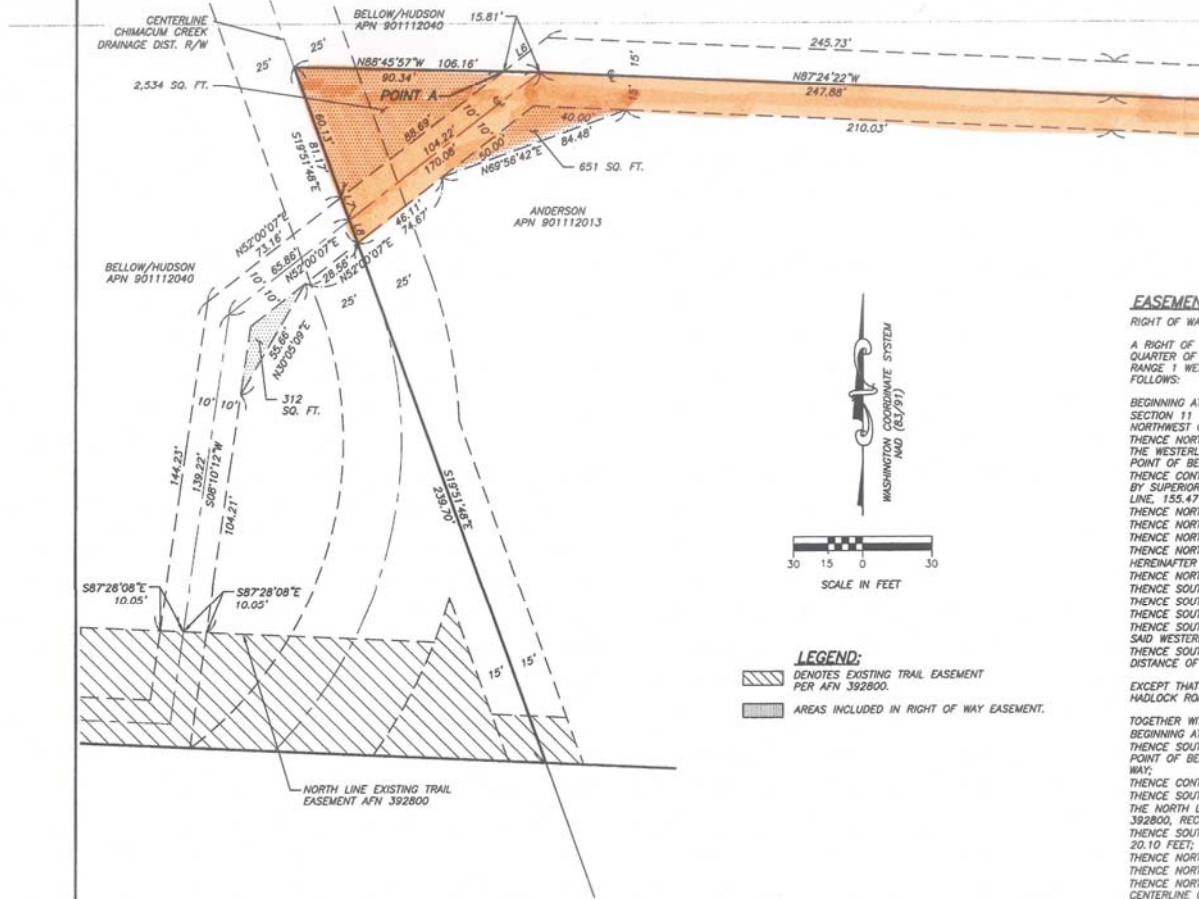 CENTERLINE
CHIMACUM CREEK
DRAINAGE DIST. R/W
25'
25'
BELLOW/HUDSON
APN 901112040
15.81'
L6
15'
15'
245.73'
N88°45'57"W 106.16'
90.34'
POINT A
N87°24'22"W
247.88'
210.03'
2,534 SQ. FT.
60.13'
81.17'
S19°51'48"E
88.69'
10'
104.22'
10'
170.08'
40.00'
50.00'
84.48'
N69°56'42"E
651 SQ. FT.
L7
L8
46.11'
74.67'
ANDERSON
APN 901112013
N52°00'07"E
73.16'
65.86'
N52°00'07"E
28.56'
N52°00'07"E
10'
10'
25'
25'
BELLOW/HUDSON
APN 901112040
55.66'
N30°05'09"E
312
SQ. FT.
10'
10'
144.23'
139.22'
S08°10'12"W
104.21'
S19°51'48"E
239.70'
S87°28'08"E
10.05'
S87°28'08"E
10.05'
15'
15'
NORTH LINE EXISTING TRAIL
EASEMENT AFN 392800
WASHINGTON COORDINATE SYSTEM
NAD (83/91)
30 15 0 30
SCALE IN FEET
LEGEND:
DENOTES EXISTING TRAIL EASEMENT
PER AFN 392800.
AREAS INCLUDED IN RIGHT OF WAY EASEMENT.
EASEMEN
RIGHT OF WA
A RIGHT OF
QUARTER OF
RANGE 1 WE
FOLLOWS:
BEGINNING AT
SECTION 11
NORTHWEST
THENCE NORT
THE WESTERL
POINT OF BE
THENCE CONT
BY SUPERIOR
LINE, 155.47
THENCE NORT
THENCE NORT
THENCE NORT
THENCE NORT
HEREINAFTER
THENCE NORT
THENCE SOUT
THENCE SOUT
THENCE SOUT
THENCE SOUT
SAID WESTER
THENCE SOUT
DISTANCE OF
EXCEPT THAT
HADLOCK RO
TOGETHER WI
BEGINNING AT
THENCE SOUT
POINT OF BE
WAY;
THENCE CONT
THENCE SOUT
THE NORTH L
392800, REC
THENCE SOUT
20.10 FEET;
THENCE NORT
THENCE NORT
THENCE NORT
CENTERLINE